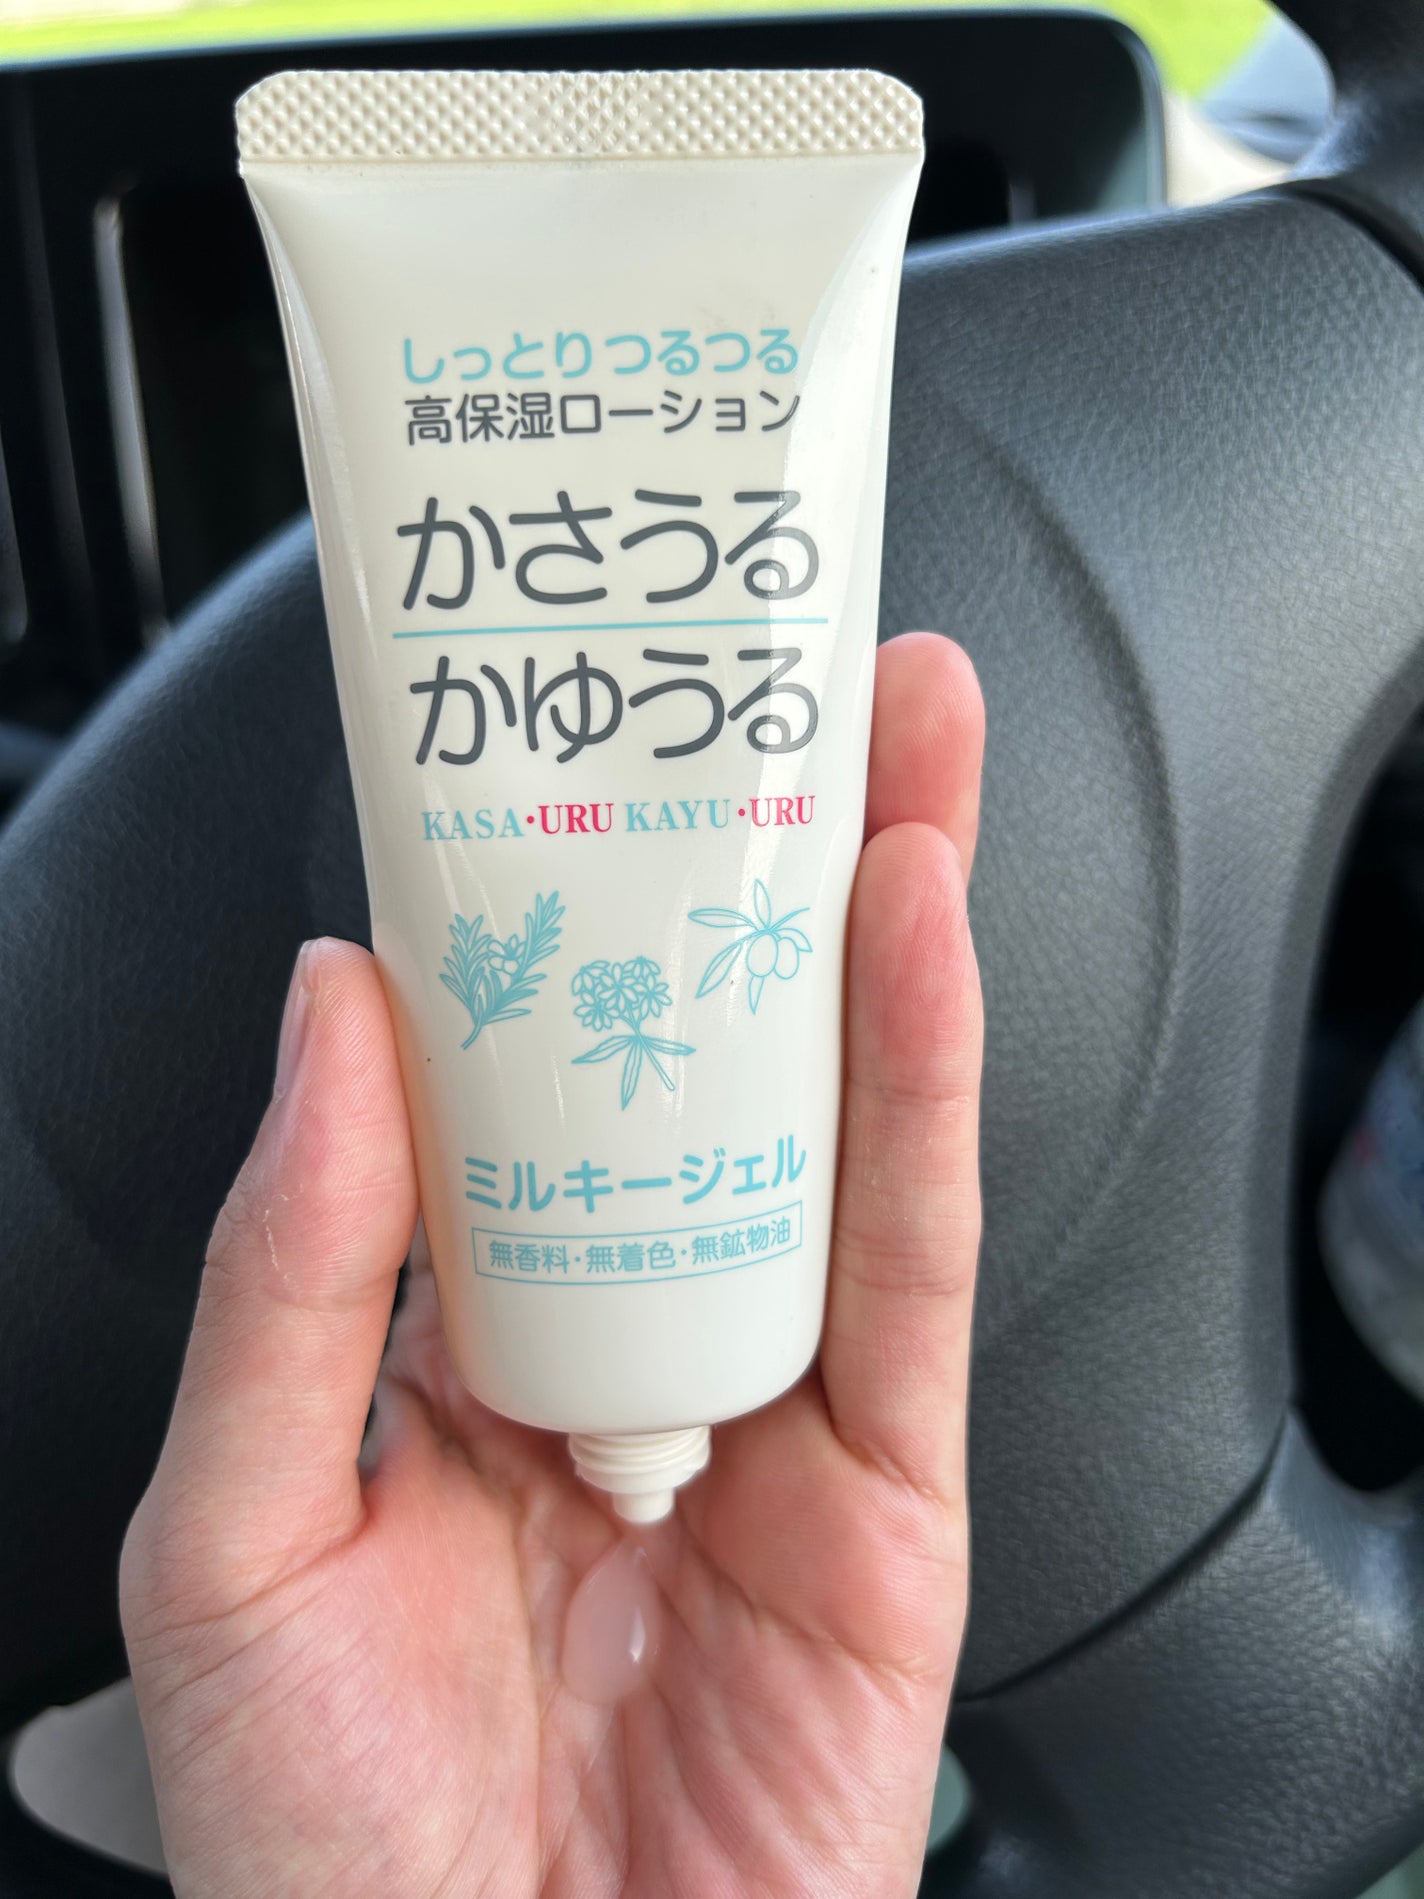 しっとりつるつる
高保湿ローション
かさうる
かゆうる
KASA・URU KAYU・URU
ミルキージェル
無香料・無着色・無鉱物油